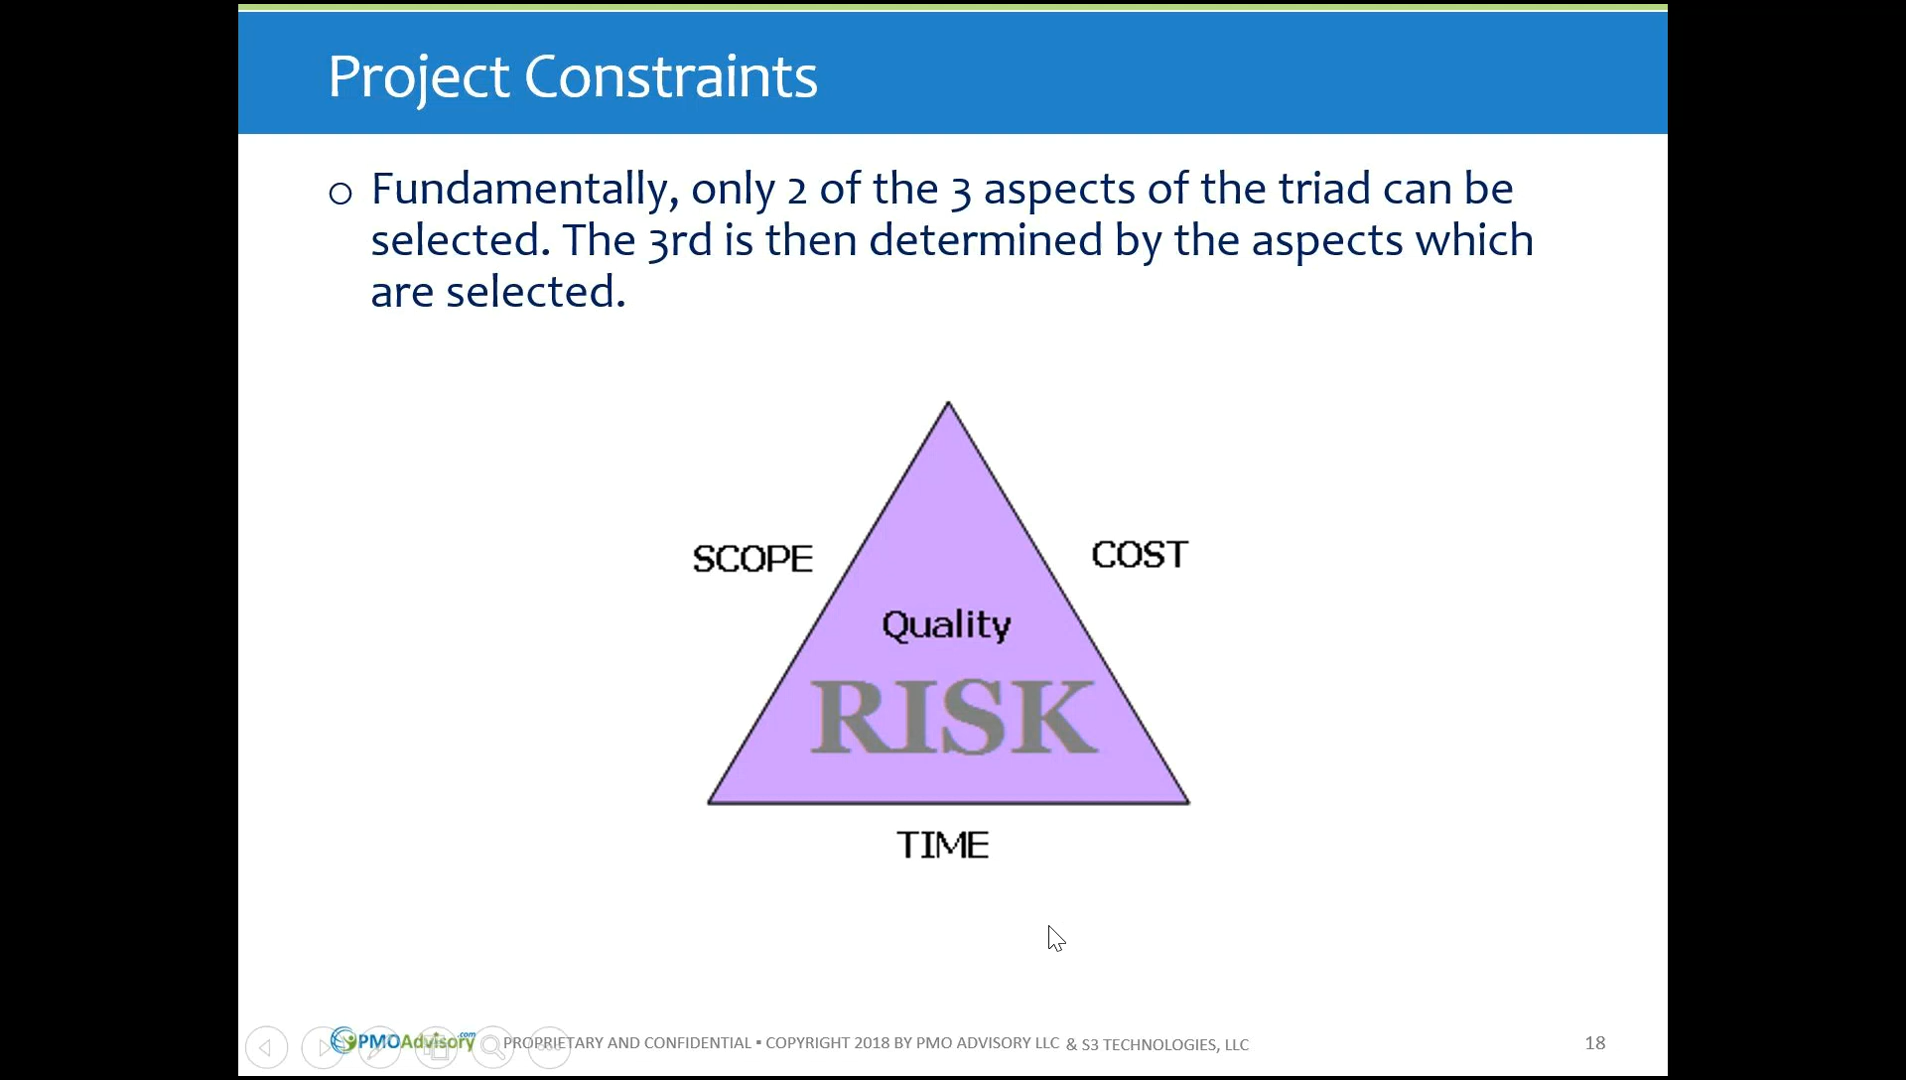 Project Constraints
○ Fundamentally, only 2 of the 3 aspects of the triad can be
selected. The 3rd is then determined by the aspects which
are selected.
SCOPE
COST
Quality
RISK
TIME
PMOAdvisory.com PROPRIETARY AND CONFIDENTIAL ▪ COPYRIGHT 2018 BY PMO ADVISORY LLC & S3 TECHNOLOGIES, LLC 18